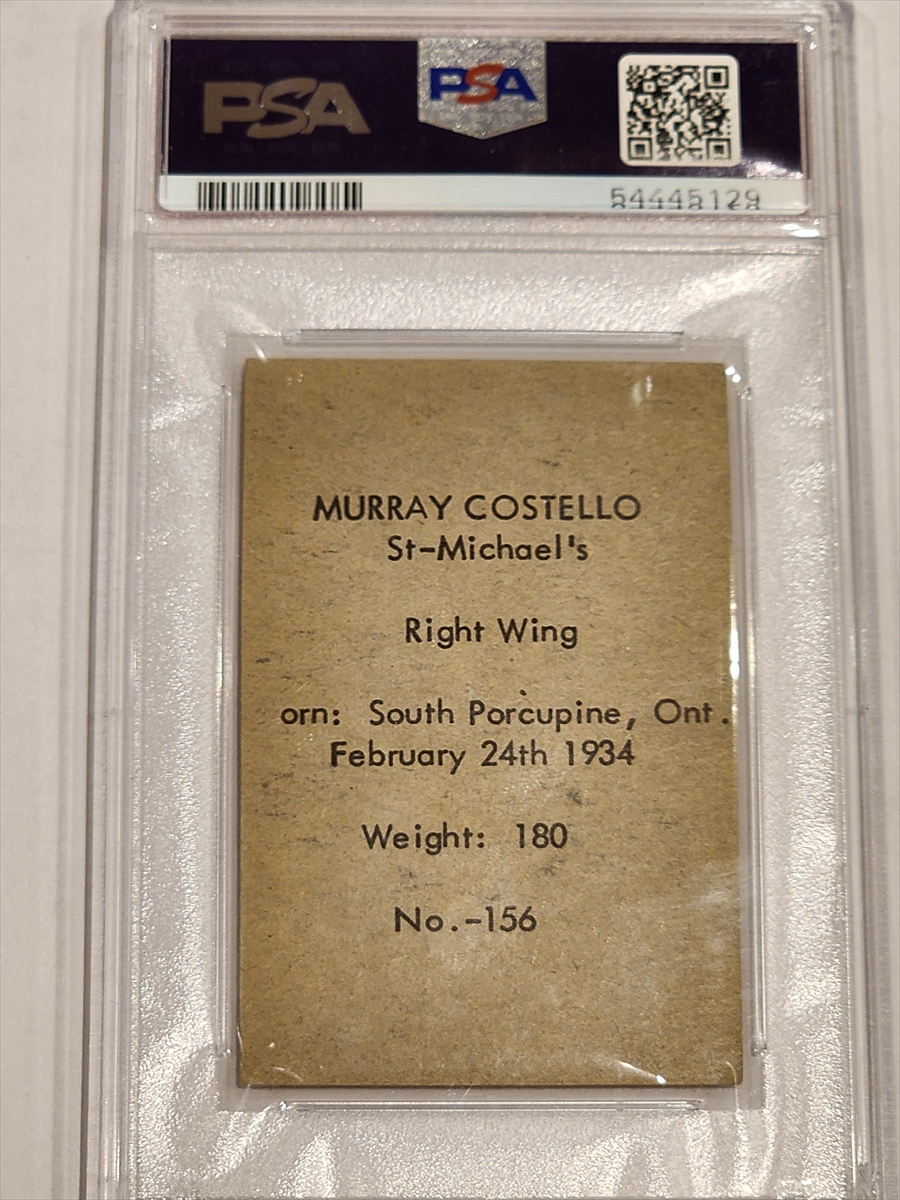 PSA
PSA
54445129
MURRAY COSTELLO
St-Michael's
Right Wing
orn: South Porcupine, Ont.
February 24th 1934
Weight: 180
No.-156